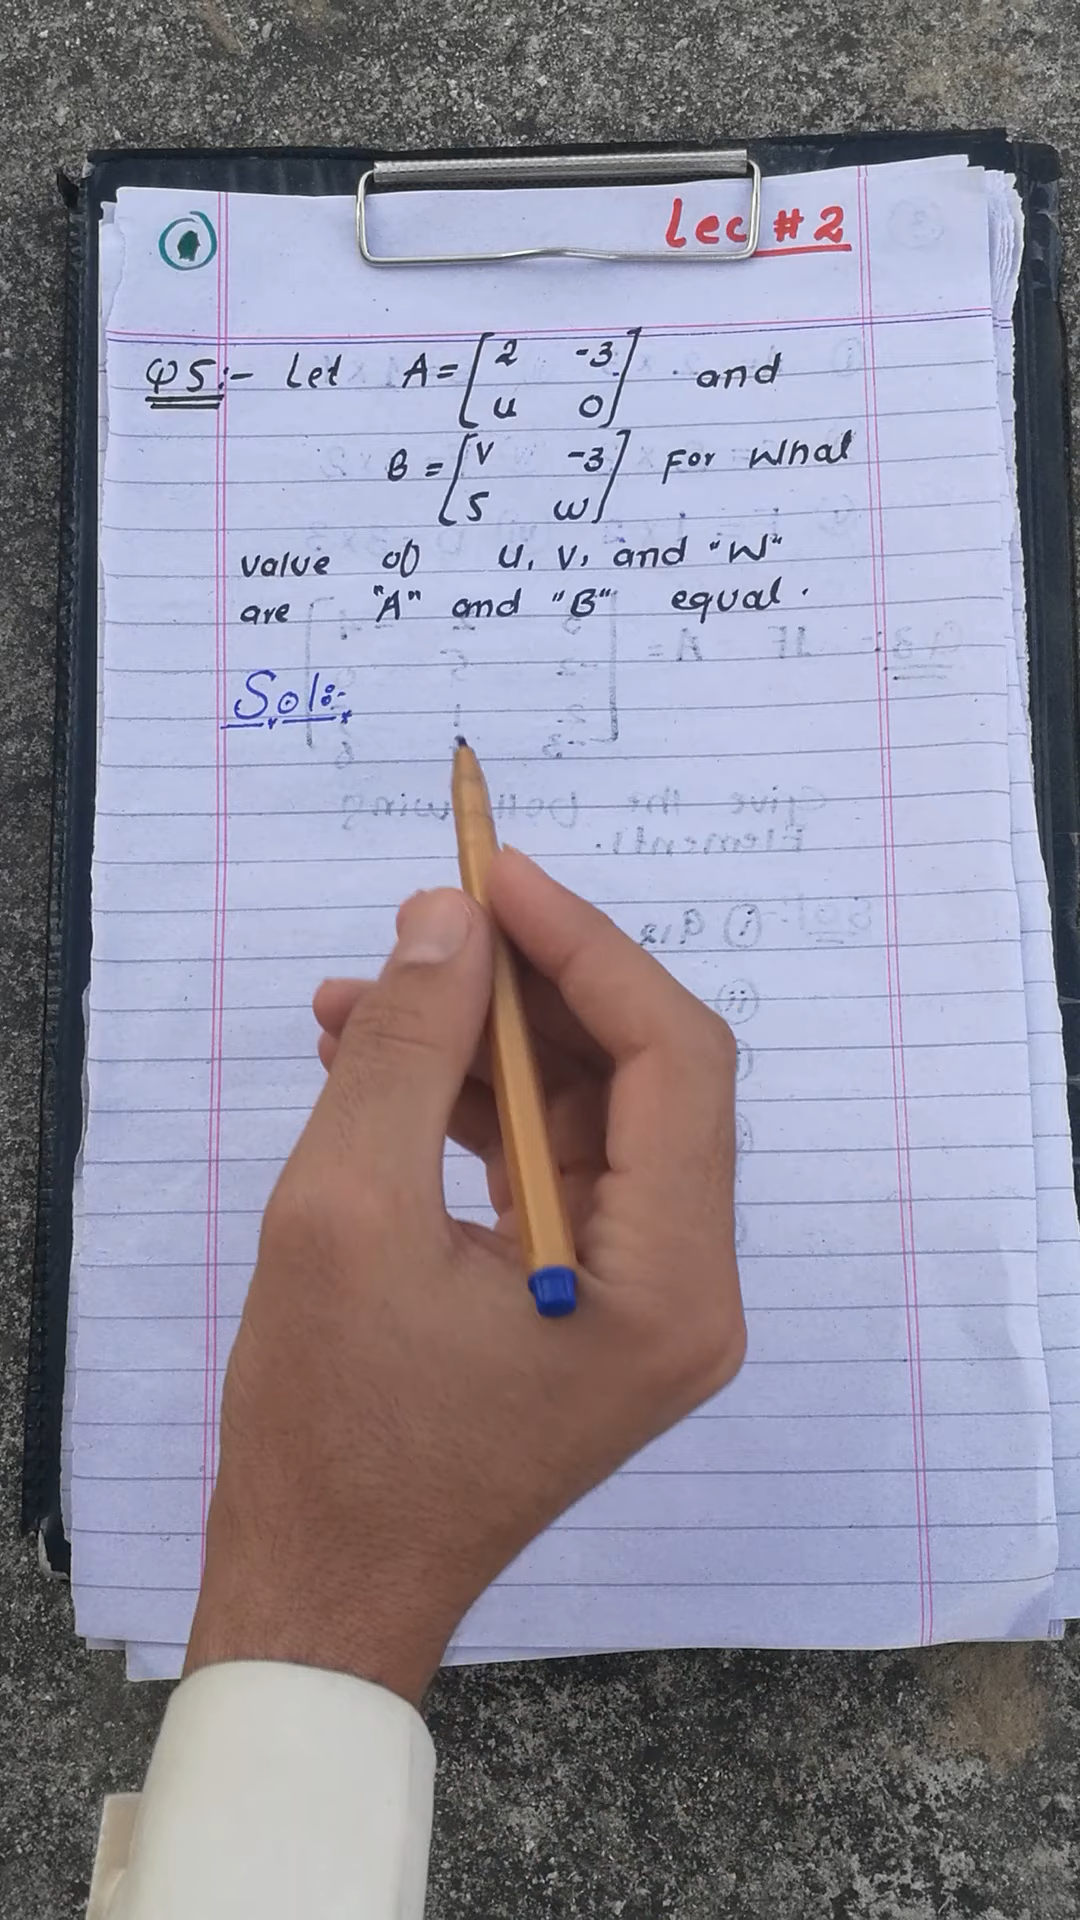 Lec #2
Q5:- Let A = [2 -3
u 0] and
B = [v -3
5 w] For What
value of u, v, and "W"
are "A" and "B" equal.
Sol:-